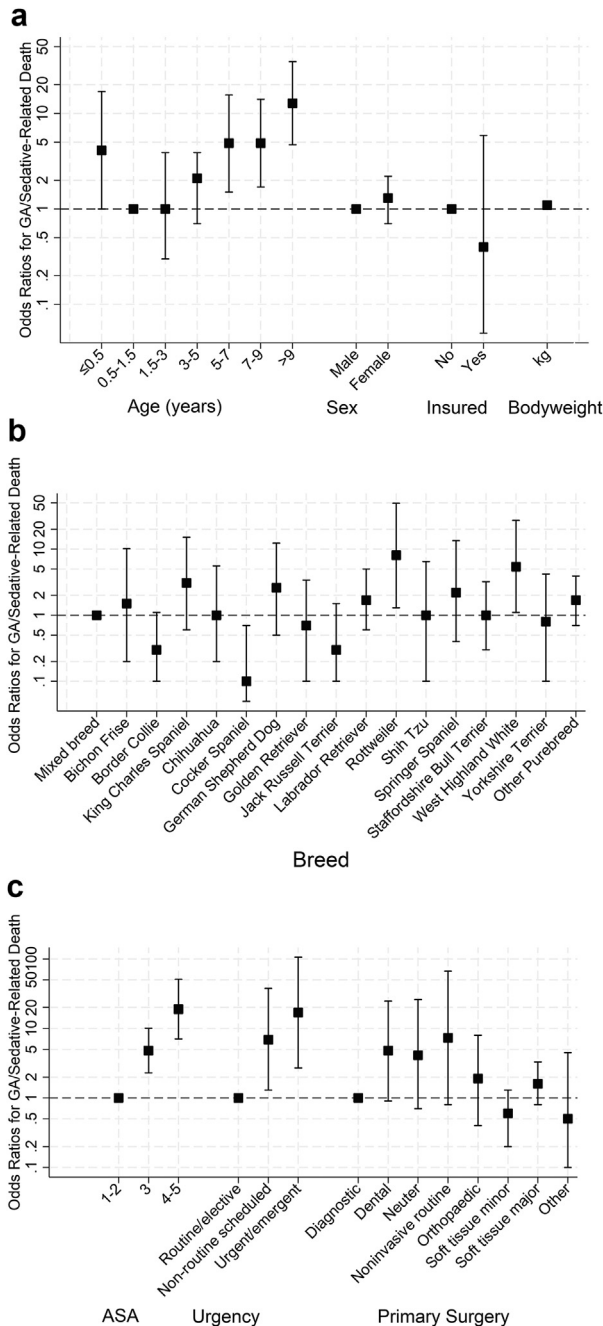 a
Odds Ratios for GA/Sedative-Related Death
50
20
10
5
2
1
.5
.2
.1
≤0.5
0.5-1.5
1.5-3
3-5
5-7
7-9
>9
Male
Female
No
Yes
kg
Age (years)
Sex
Insured
Bodyweight
b
Odds Ratios for GA/Sedative-Related Death
50
20
10
5
2
1
.5
.2
.1
Mixed breed
Bichon Frise
Border Collie
King Charles Spaniel
Chihuahua
Cocker Spaniel
German Shepherd Dog
Golden Retriever
Jack Russell Terrier
Labrador Retriever
Rottweiler
Shih Tzu
Springer Spaniel
Staffordshire Bull Terrier
West Highland White
Yorkshire Terrier
Other Purebreed
Breed
c
Odds Ratios for GA/Sedative-Related Death
100
50
20
10
5
2
1
.5
.2
.1
1-2
3
4-5
Routine/elective
Non-routine scheduled
Urgent/emergent
Diagnostic
Dental
Neuter
Noninvasive routine
Orthopaedic
Soft tissue minor
Soft tissue major
Other
ASA
Urgency
Primary Surgery